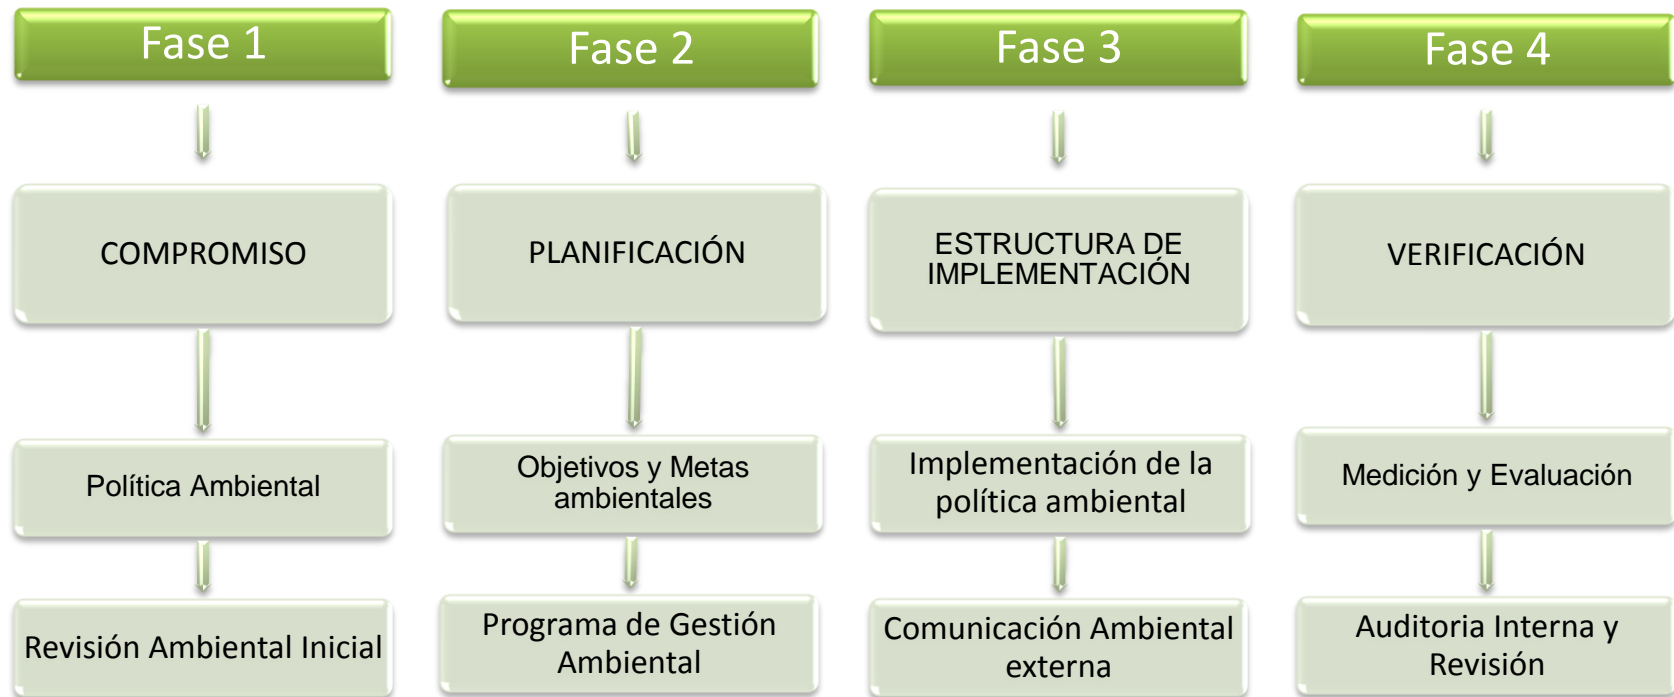 Fase 1
COMPROMISO
Política Ambiental
Revisión Ambiental Inicial
Fase 2
PLANIFICACIÓN
Objetivos y Metas
ambientales
Programa de Gestión
Ambiental
Fase 3
ESTRUCTURA DE
IMPLEMENTACIÓN
Implementación de la
política ambiental
Comunicación Ambiental
externa
Fase 4
VERIFICACIÓN
Medición y Evaluación
Auditoria Interna y
Revisión